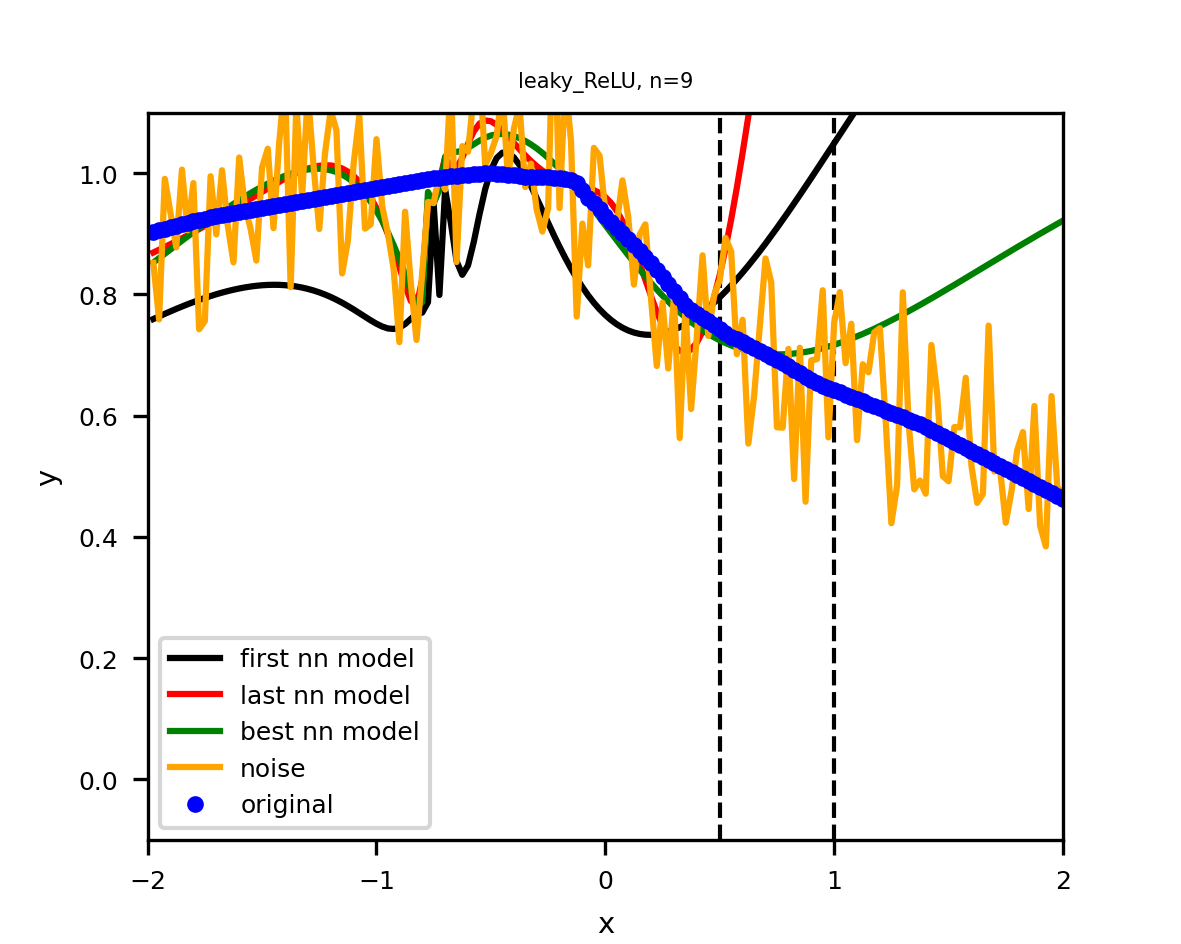 leaky_ReLU, n=9
1.0
0.8
0.6
0.4
0.2
0.0
y
first nn model
last nn model
best nn model
noise
original
−2
−1
0
1
2
x